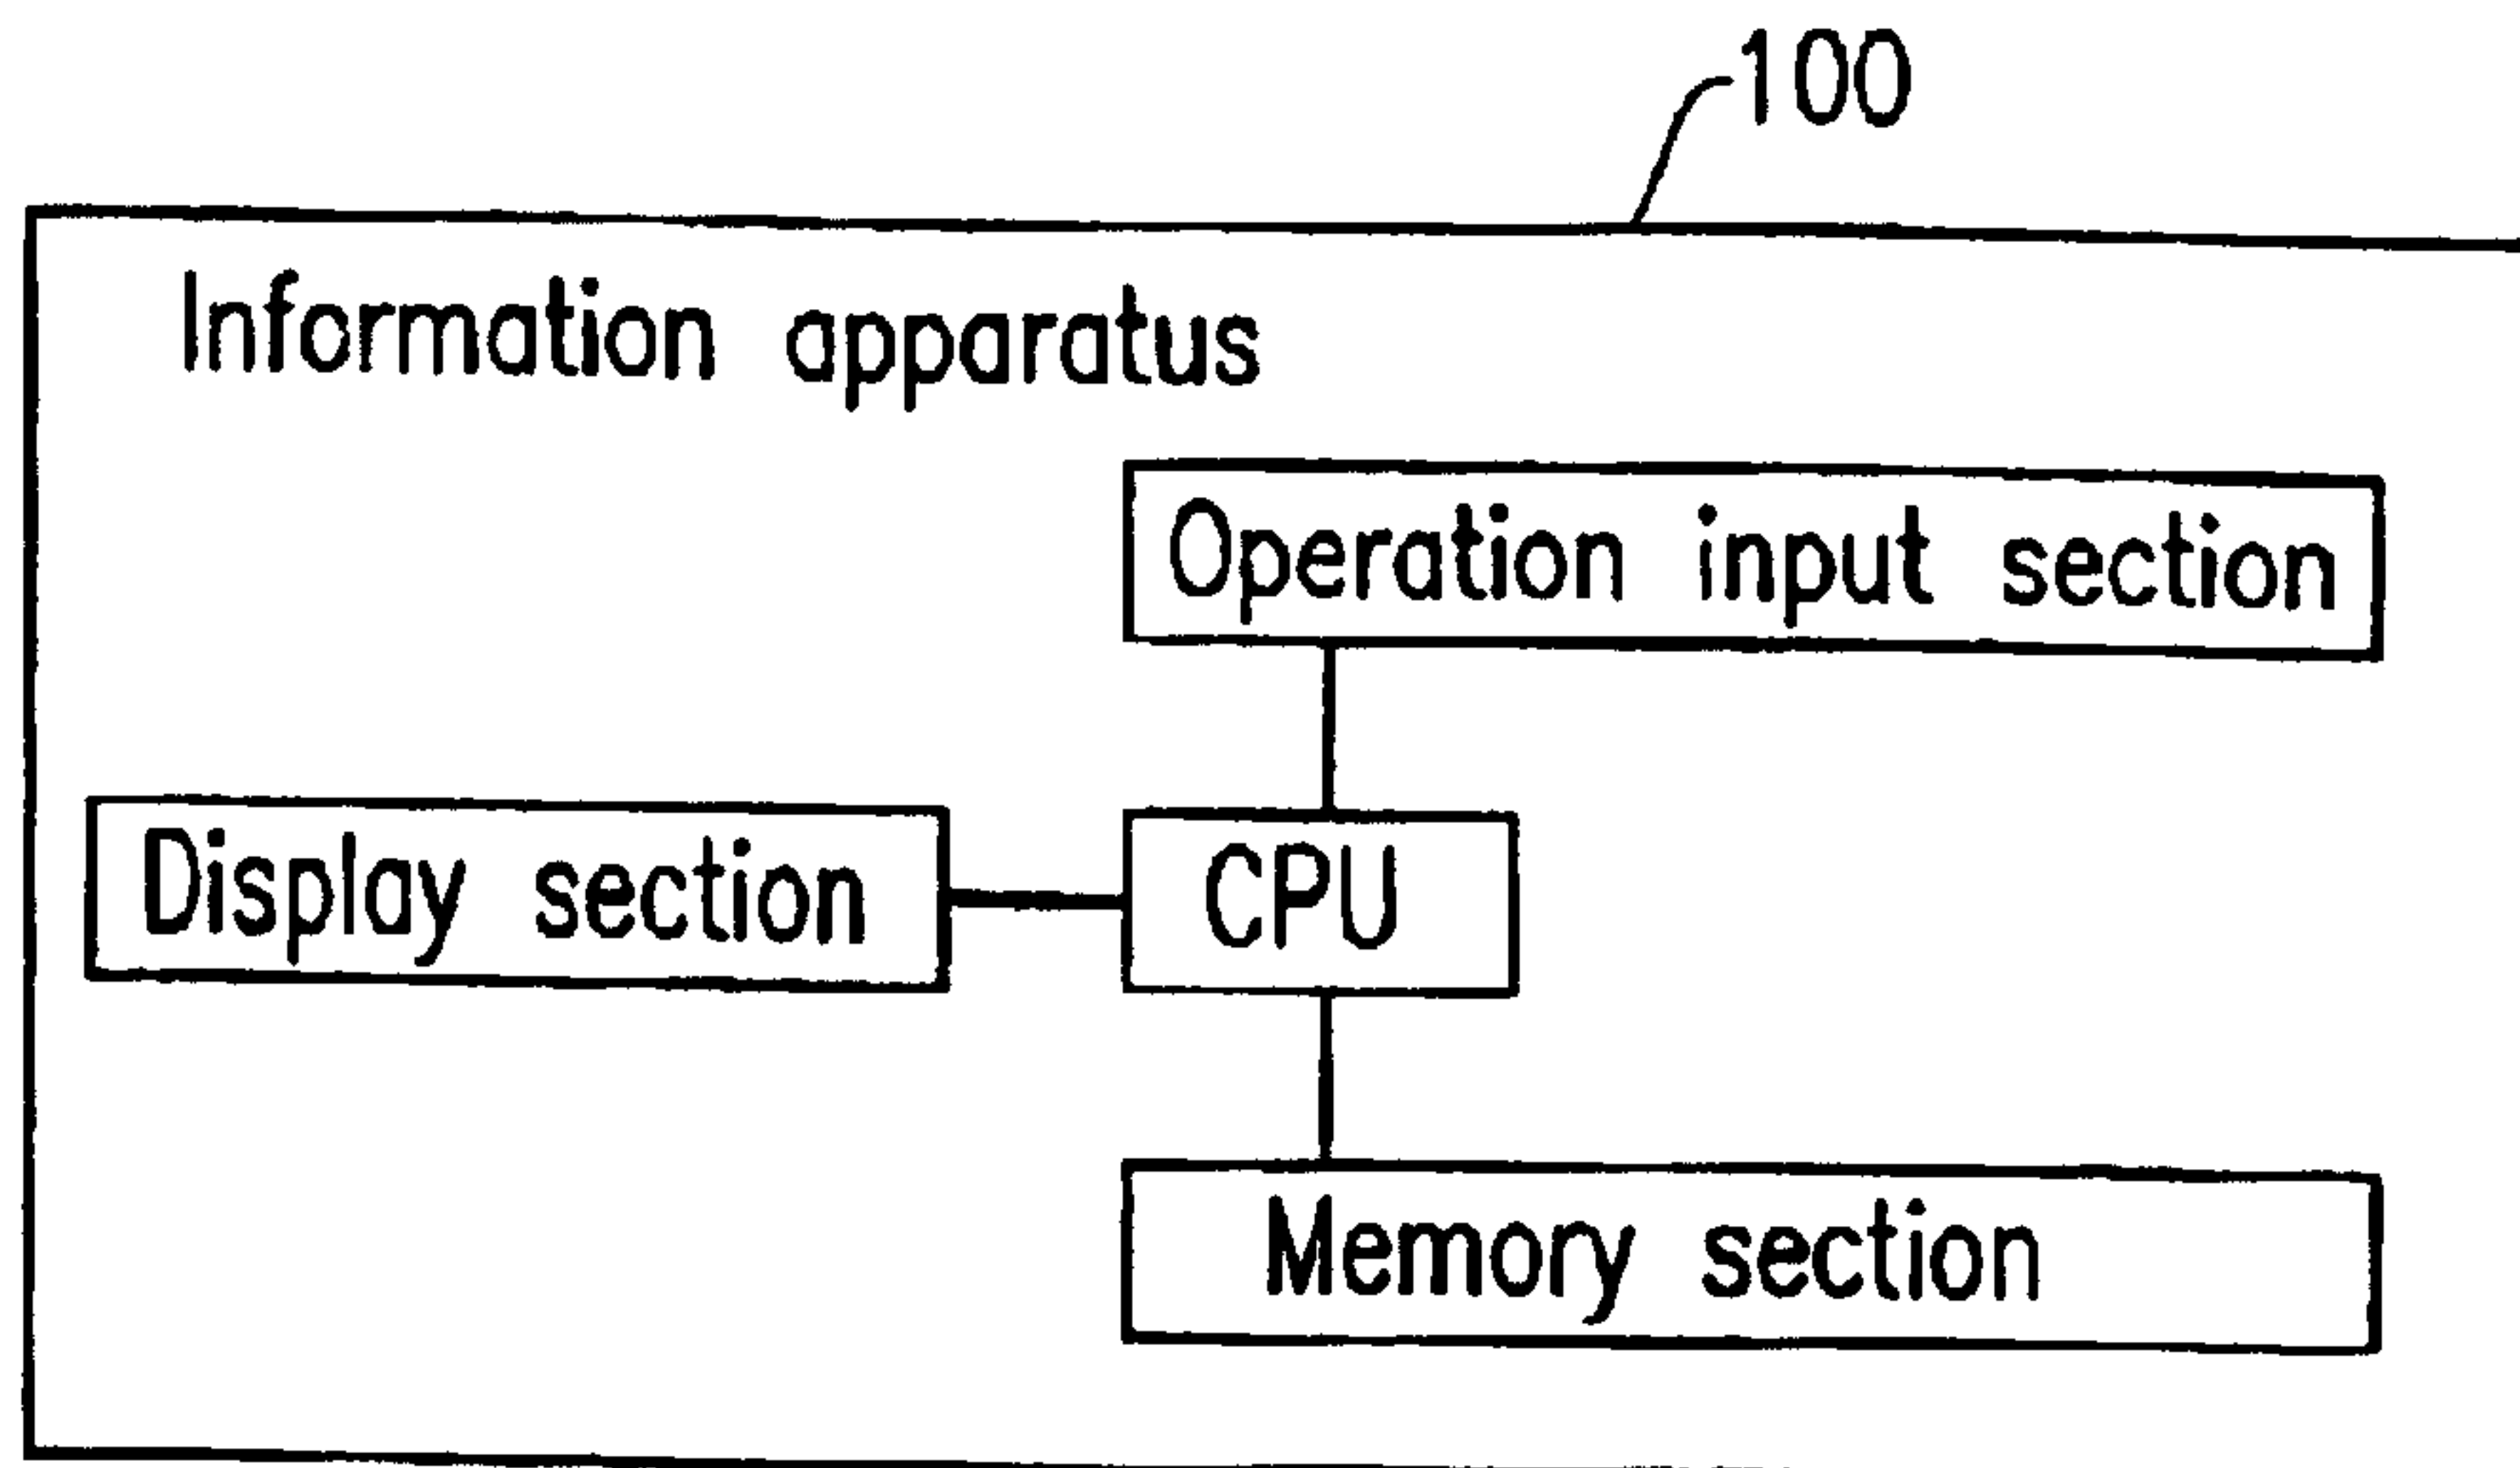 100
Information apparatus
Operation input section
Display section
CPU
Memory section